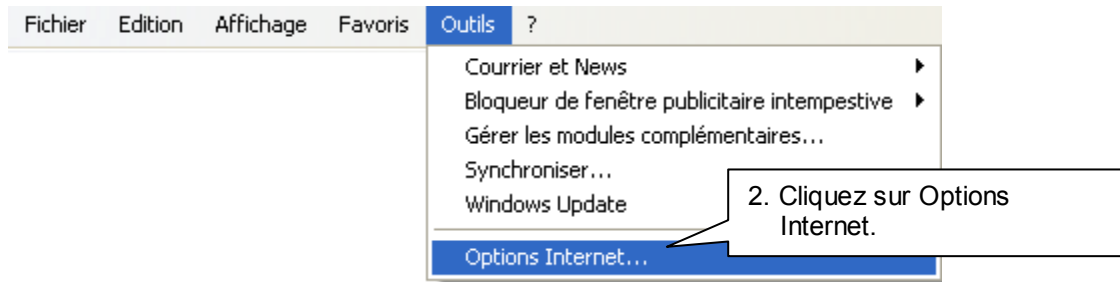 Fichier Edition Affichage Favoris Outils ?
Courrier et News
Bloqueur de fenêtre publicitaire intempestive
Gérer les modules complémentaires...
Synchroniser...
Windows Update
2. Cliquez sur Options
Internet.
Options Internet...